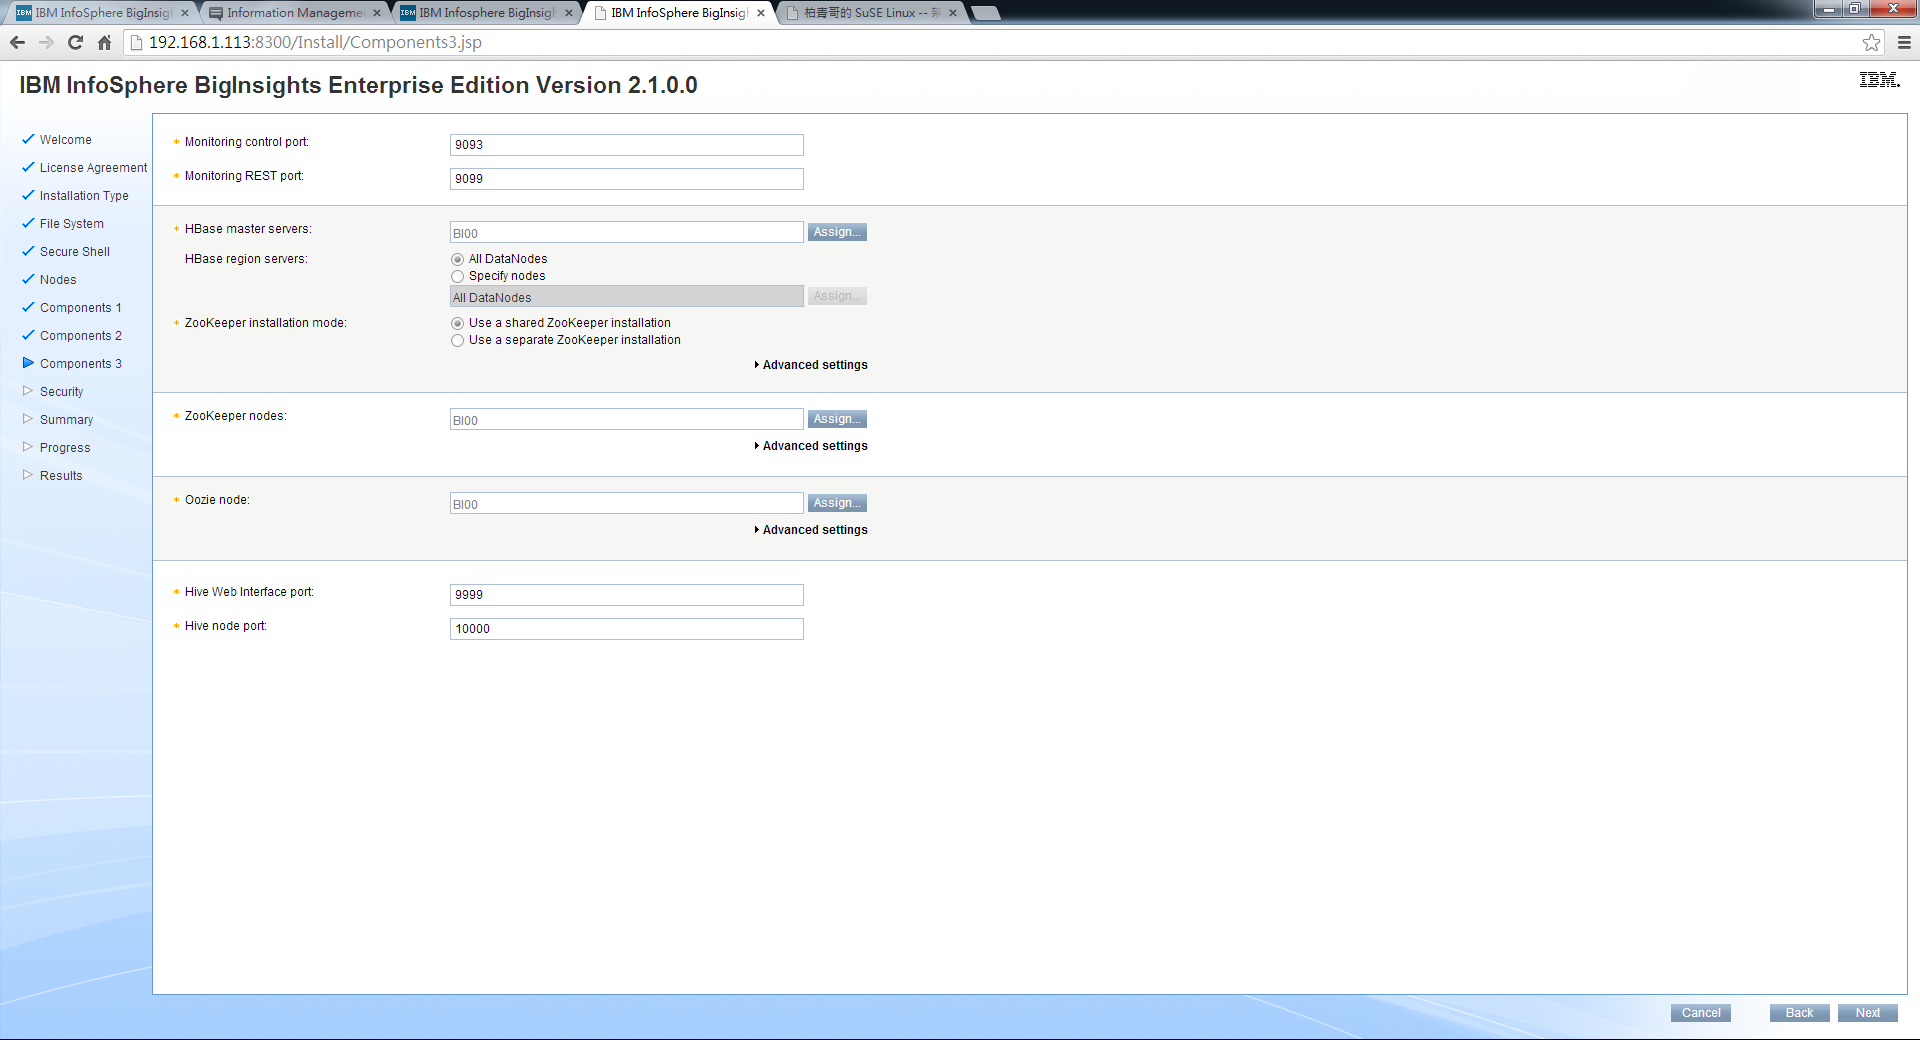 IBM InfoSphere BigInsigh
Information Manageme
IBM Infosphere BigInsigh
IBM InfoSphere BigInsigh
柏青哥的 SuSE Linux -- 架
192.168.1.113:8300/Install/Components3.jsp
IBM InfoSphere BigInsights Enterprise Edition Version 2.1.0.0
IBM.
Welcome
License Agreement
Installation Type
File System
Secure Shell
Nodes
Components 1
Components 2
Components 3
Security
Summary
Progress
Results
* Monitoring control port: 9093
* Monitoring REST port: 9099
* HBase master servers: BI00 Assign...
HBase region servers: All DataNodes
Specify nodes
All DataNodes Assign...
* ZooKeeper installation mode: Use a shared ZooKeeper installation
Use a separate ZooKeeper installation
Advanced settings
* ZooKeeper nodes: BI00 Assign...
Advanced settings
* Oozie node: BI00 Assign...
Advanced settings
* Hive Web Interface port: 9999
* Hive node port: 10000
Cancel Back Next